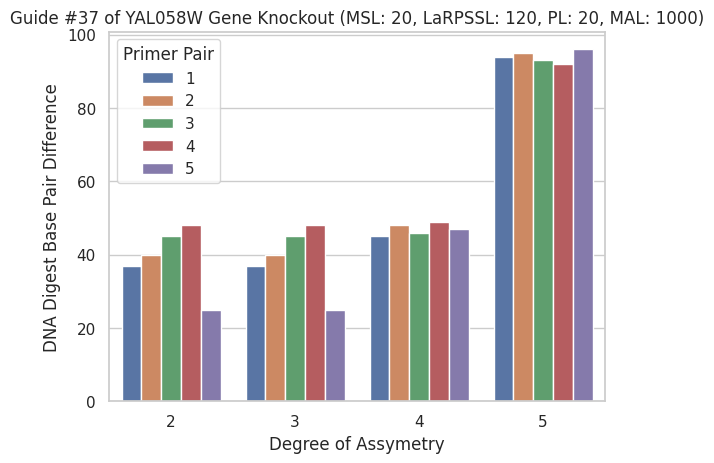 Guide #37 of YAL058W Gene Knockout (MSL: 20, LaRPSSL: 120, PL: 20, MAL: 1000)
Primer Pair
1
2
3
4
5
DNA Digest Base Pair Difference
100
80
60
40
20
0
2 3 4 5
Degree of Assymetry